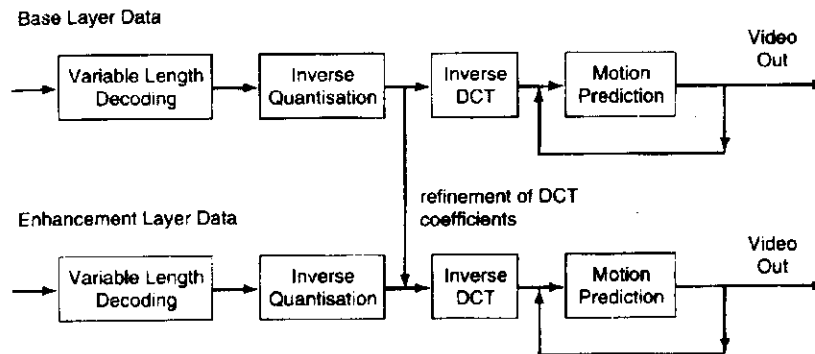 Base Layer Data
Video
Out
Variable Length
Decoding
Inverse
Quantisation
Inverse
DCT
Motion
Prediction
refinement of DCT
coefficients
Enhancement Layer Data
Video
Out
Variable Length
Decoding
Inverse
Quantisation
Inverse
DCT
Motion
Prediction